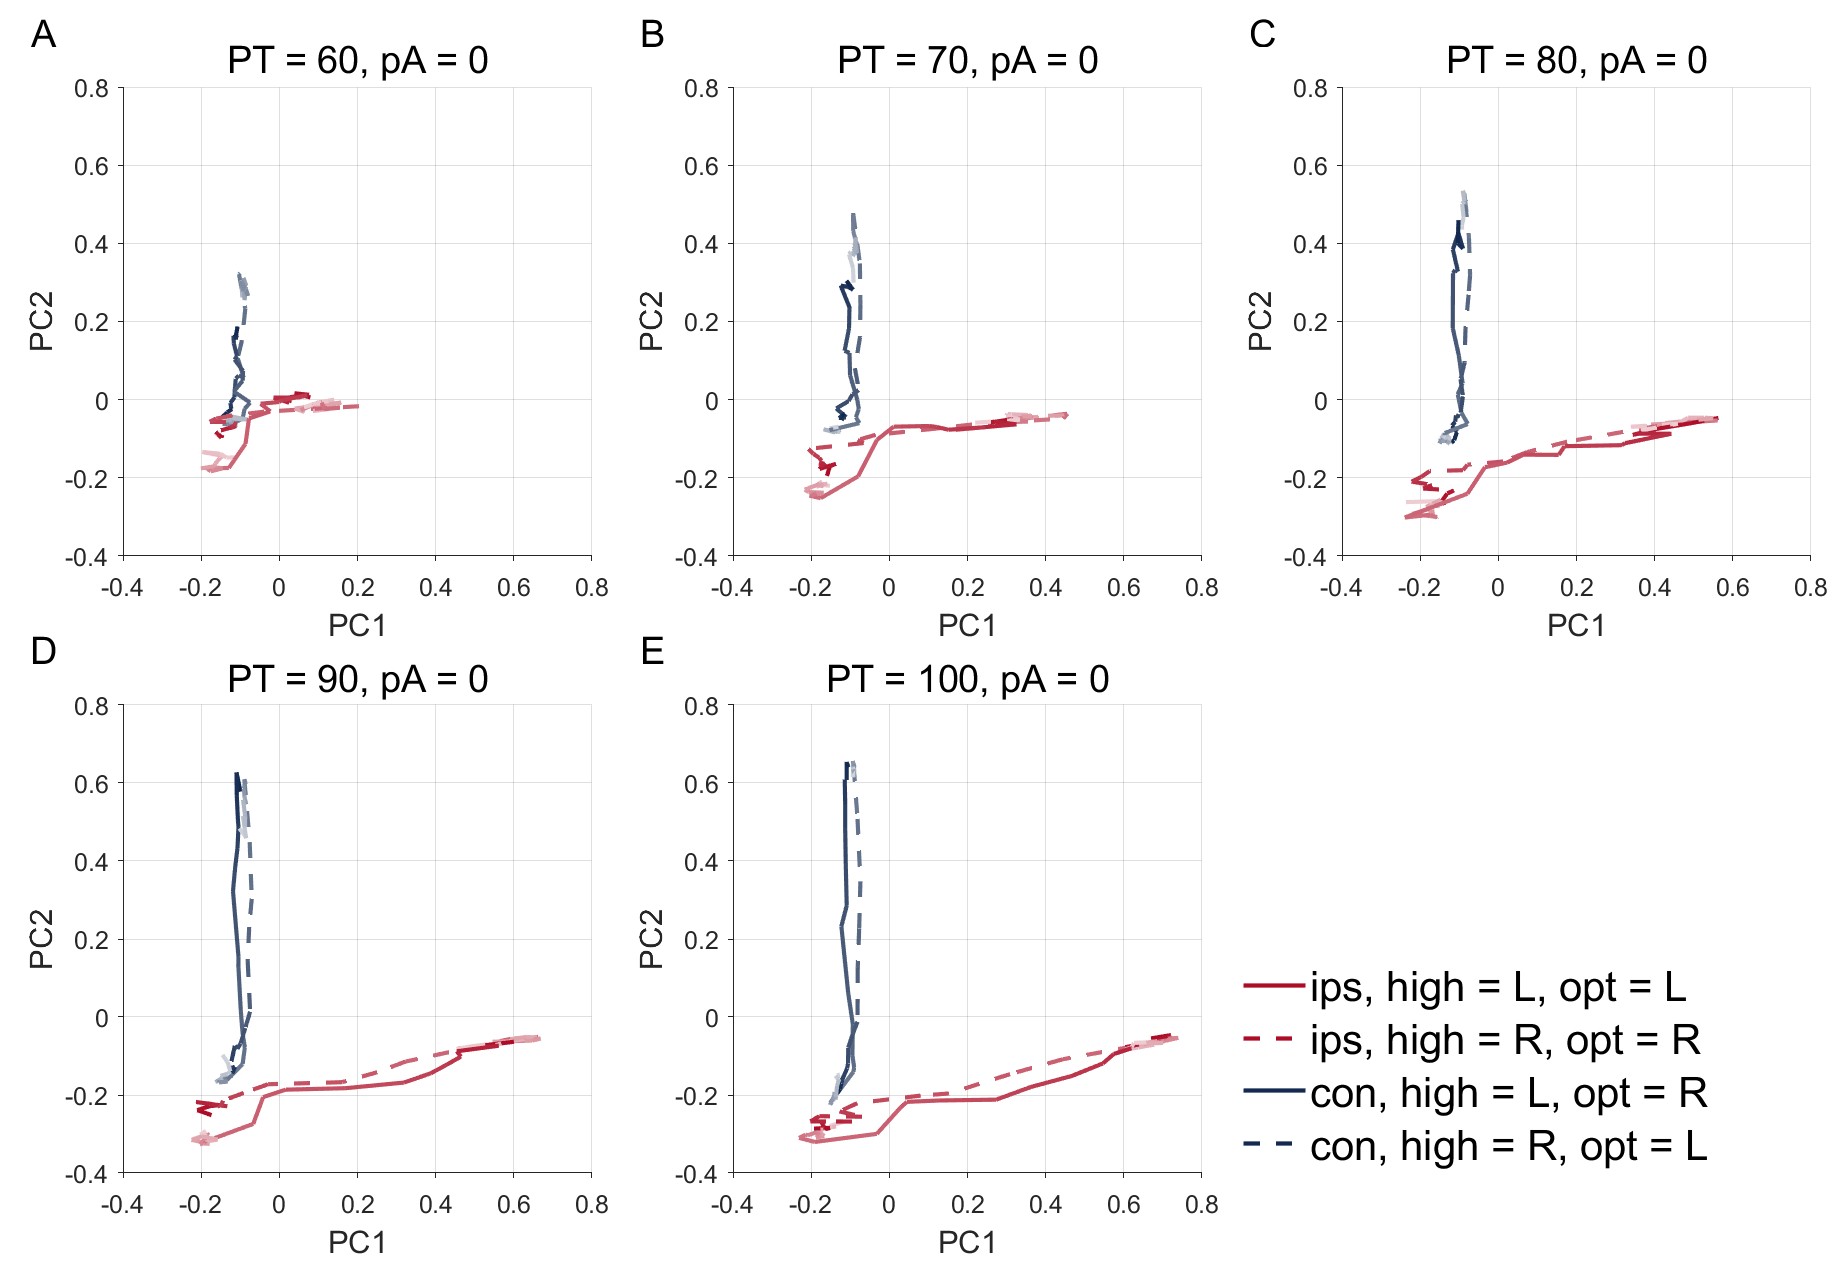 A
PT = 60, pA = 0
0.8
0.6
0.4
0.2
0
-0.2
-0.4
PC2
-0.4 -0.2 0 0.2 0.4 0.6 0.8
PC1
B
PT = 70, pA = 0
0.8
0.6
0.4
0.2
0
-0.2
-0.4
PC2
-0.4 -0.2 0 0.2 0.4 0.6 0.8
PC1
C
PT = 80, pA = 0
0.8
0.6
0.4
0.2
0
-0.2
-0.4
PC2
-0.4 -0.2 0 0.2 0.4 0.6 0.8
PC1
D
PT = 90, pA = 0
0.8
0.6
0.4
0.2
0
-0.2
-0.4
PC2
-0.4 -0.2 0 0.2 0.4 0.6 0.8
PC1
E
PT = 100, pA = 0
0.8
0.6
0.4
0.2
0
-0.2
-0.4
PC2
-0.4 -0.2 0 0.2 0.4 0.6 0.8
PC1
ips, high = L, opt = L
ips, high = R, opt = R
con, high = L, opt = R
con, high = R, opt = L